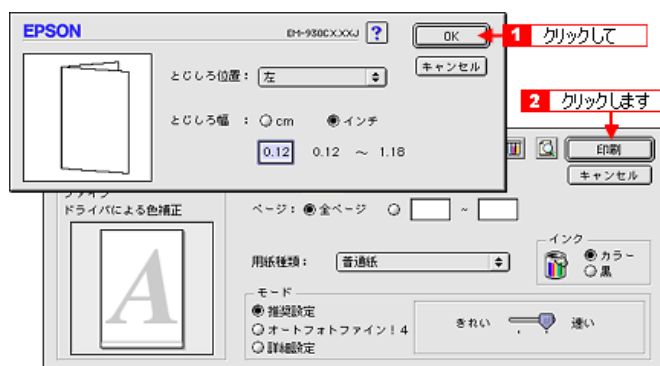 EPSON
EM-930CX.XXJ
?
OK
1 クリックして
とじしろ位置： 左
キャンセル
2 クリックします
とじしろ幅 ： cm インチ
0.12 0.12 ～ 1.18
印刷
キャンセル
ドライバによる色補正
ページ： 全ページ ～
インク
カラー
黒
用紙種類： 普通紙
モード
推奨設定
オートフォトファイン！4
詳細設定
きれい 速い
A